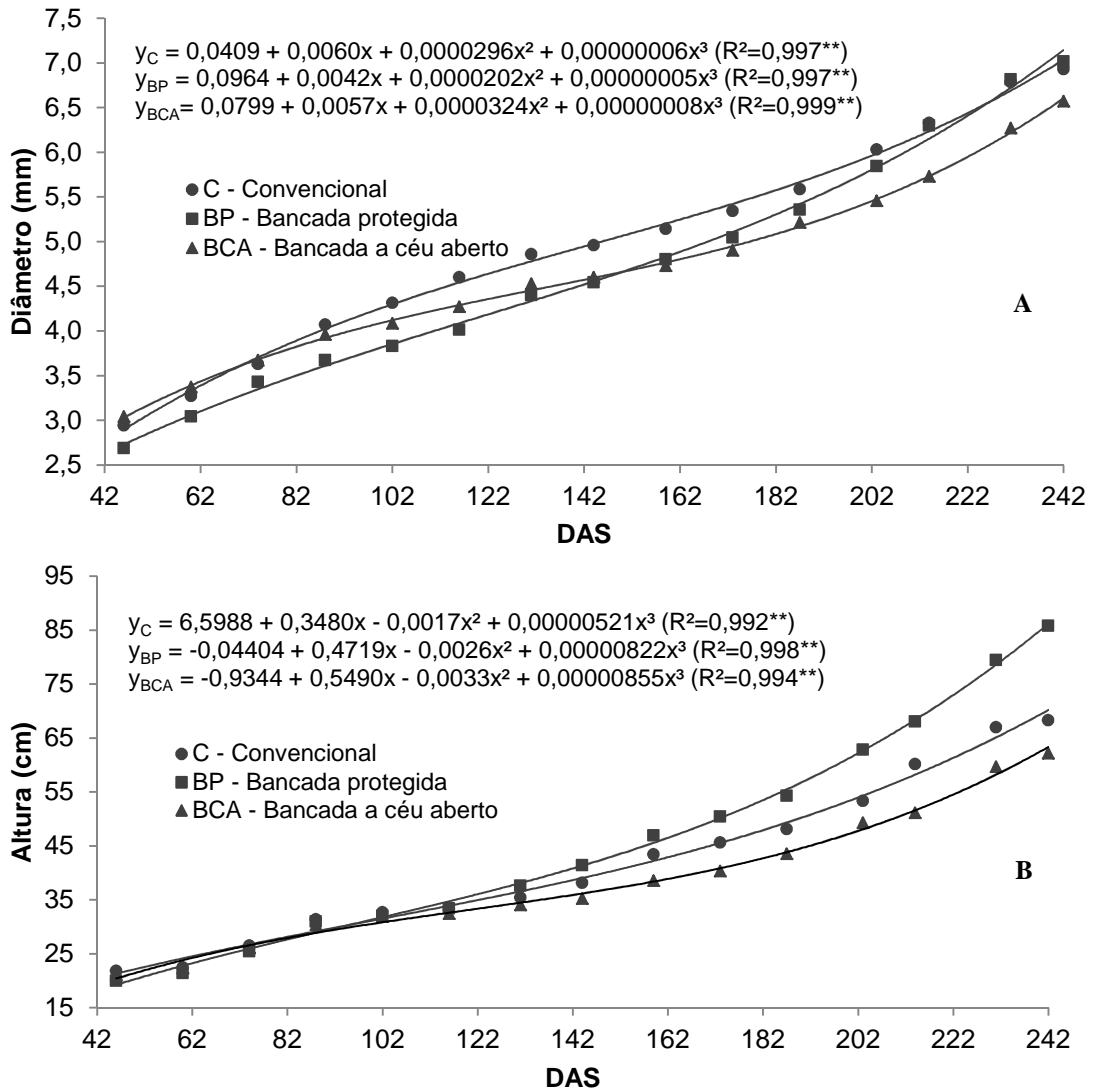 7,5
y_C = 0,0409 + 0,0060x + 0,0000296x² + 0,00000006x³ (R²=0,997**)
7,0
y_BP = 0,0964 + 0,0042x + 0,0000202x² + 0,00000005x³ (R²=0,997**)
6,5
y_BCA= 0,0799 + 0,0057x + 0,0000324x² + 0,00000008x³ (R²=0,999**)
6,0
5,5
C - Convencional
5,0
BP - Bancada protegida
4,5
BCA - Bancada a céu aberto
4,0
3,5
3,0
2,5
Diâmetro (mm)
A
42 62 82 102 122 142 162 182 202 222 242
DAS
95
y_C = 6,5988 + 0,3480x - 0,0017x² + 0,00000521x³ (R²=0,992**)
85
y_BP = -0,04404 + 0,4719x - 0,0026x² + 0,00000822x³ (R²=0,998**)
75
y_BCA = -0,9344 + 0,5490x - 0,0033x² + 0,00000855x³ (R²=0,994**)
65
C - Convencional
55
BP - Bancada protegida
45
BCA - Bancada a céu aberto
35
25
15
Altura (cm)
B
42 62 82 102 122 142 162 182 202 222 242
DAS